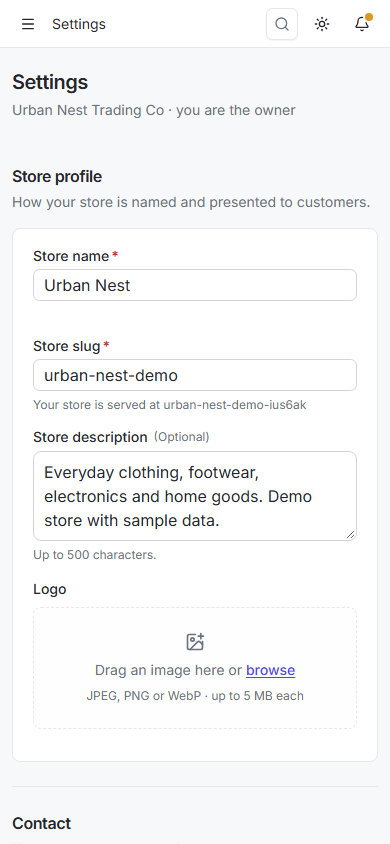 Settings
Settings
Urban Nest Trading Co · you are the owner
Store profile
How your store is named and presented to customers.
Store name *
Urban Nest
Store slug *
urban-nest-demo
Your store is served at urban-nest-demo-ius6ak
Store description (Optional)
Everyday clothing, footwear,
electronics and home goods. Demo
store with sample data.
Up to 500 characters.
Logo
Drag an image here or browse
JPEG, PNG or WebP · up to 5 MB each
Contact